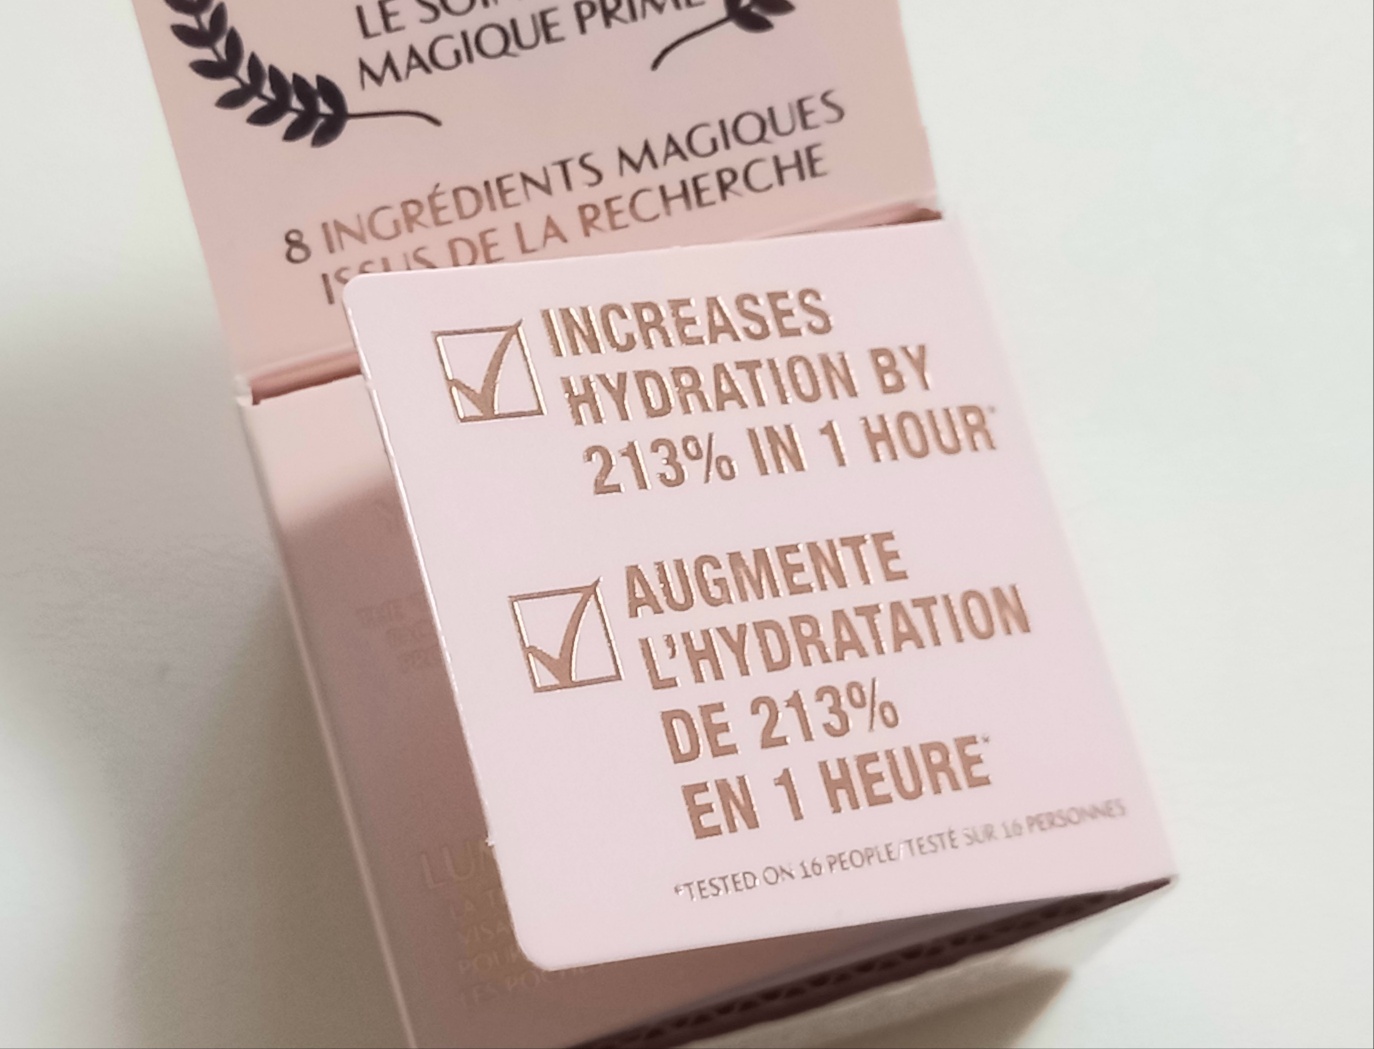 LE SOIN
MAGIQUE PRIMÉ
8 INGRÉDIENTS MAGIQUES
ISSUS DE LA RECHERCHE
INCREASES
HYDRATION BY
213% IN 1 HOUR*
AUGMENTE
L'HYDRATATION
DE 213%
EN 1 HEURE*
*TESTED ON 16 PEOPLE/TESTÉ SUR 16 PERSONNES